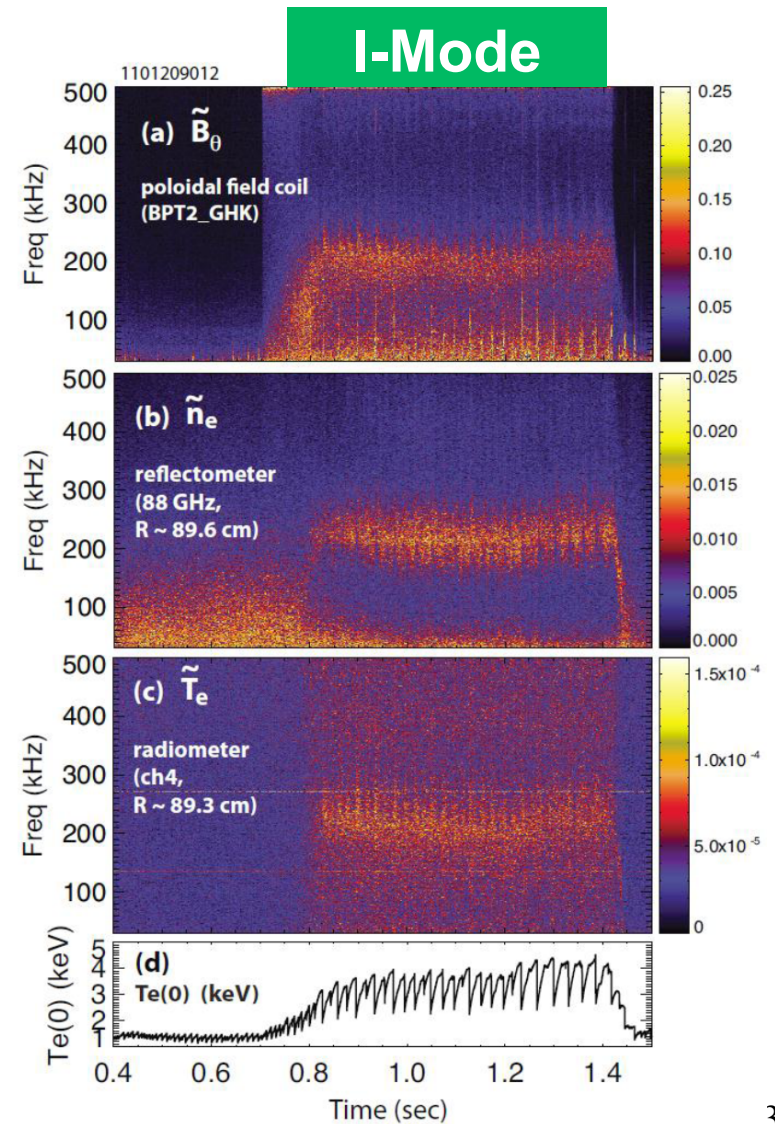 I-Mode
1101209012
500
400
300
200
100
Freq (kHz)
(a) B̃θ
poloidal field coil
(BPT2_GHK)
0.25
0.20
0.15
0.10
0.05
0.00
500
400
300
200
100
Freq (kHz)
(b) ñe
reflectometer
(88 GHz,
R ~ 89.6 cm)
0.025
0.020
0.015
0.010
0.005
0.000
500
400
300
200
100
Freq (kHz)
(c) T̃e
radiometer
(ch4,
R ~ 89.3 cm)
1.5x10⁻⁴
1.0x10⁻⁴
5.0x10⁻⁵
0
5
4
3
2
1
Te(0) (keV)
(d)
Te(0) (keV)
0.4 0.6 0.8 1.0 1.2 1.4
Time (sec)